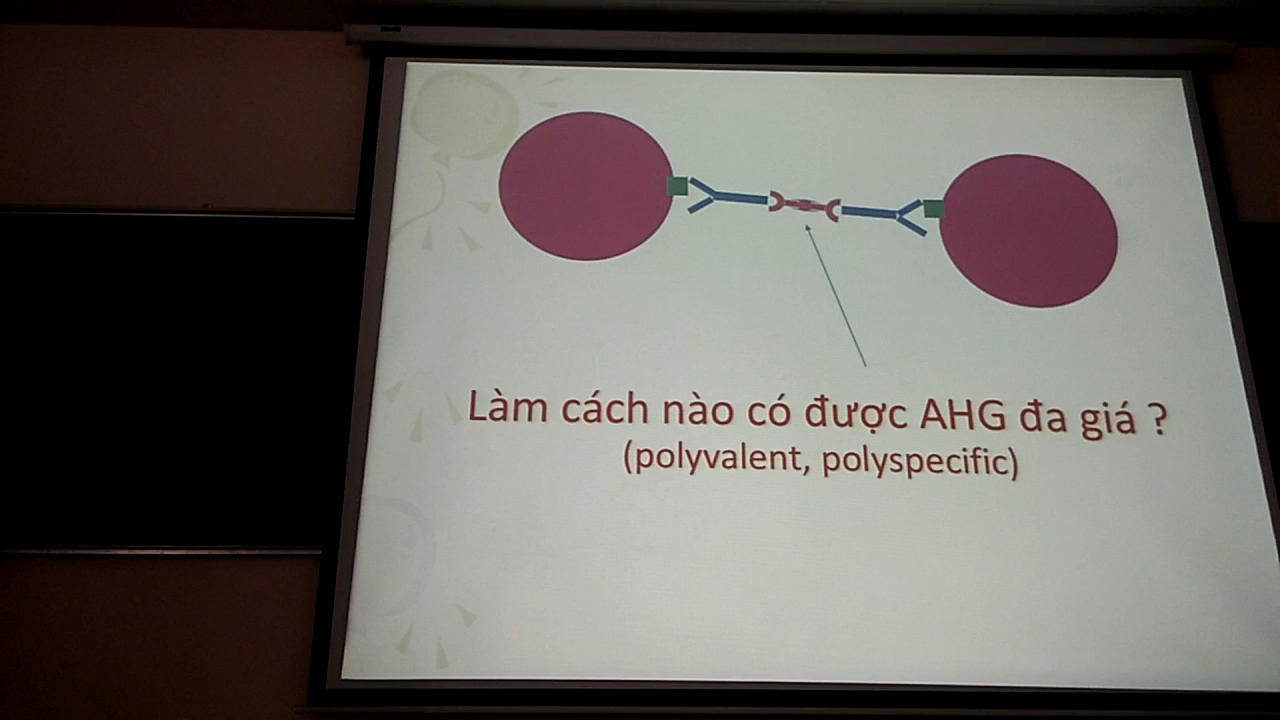 Làm cách nào có được AHG đa giá ?
(polyvalent, polyspecific)